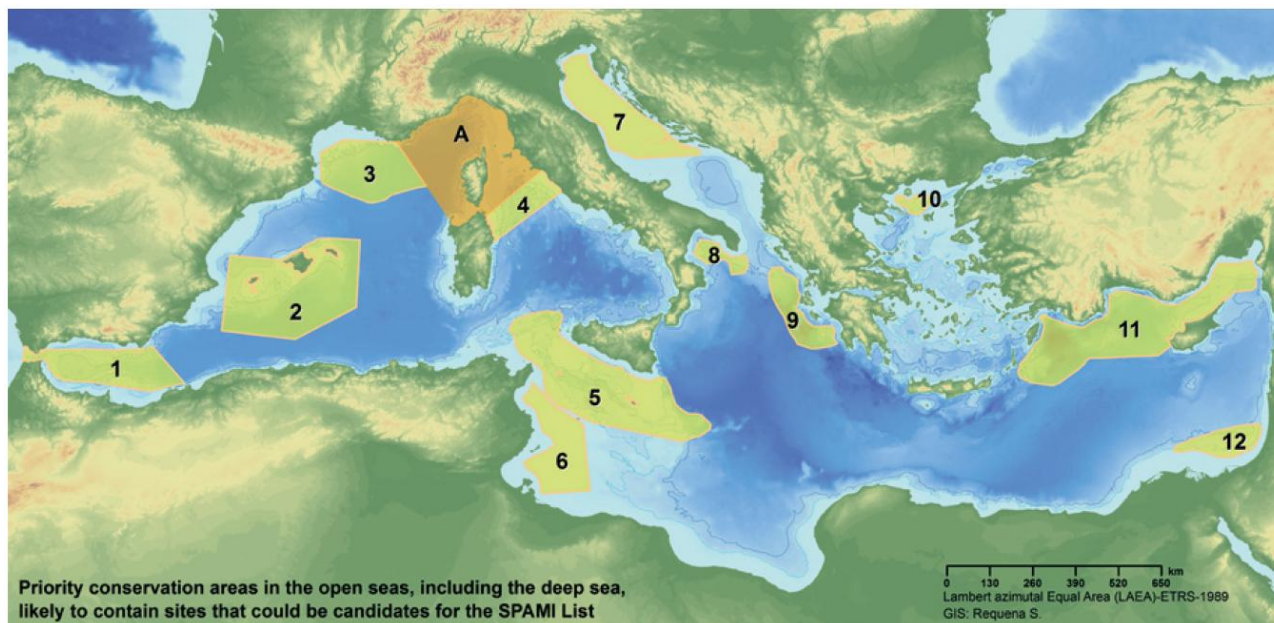 A
7
3
4
10
8
2
9
11
1
5
12
6
Priority conservation areas in the open seas, including the deep sea,
likely to contain sites that could be candidates for the SPAMI List
km
0 130 260 390 520 650
Lambert azimutal Equal Area (LAEA)-ETRS-1989
GIS: Requena S.